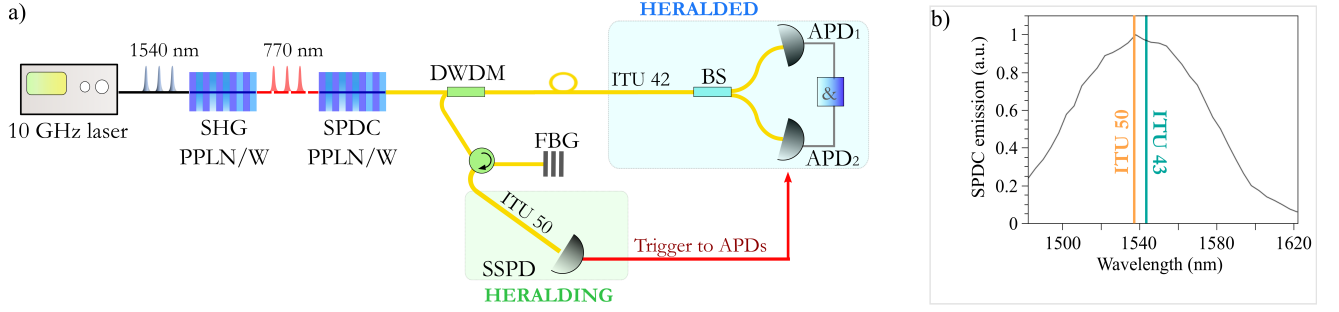 a)
HERALDED
1540 nm
770 nm
APD1
DWDM
ITU 42
BS
&
10 GHz laser
SHG
PPLN/W
SPDC
PPLN/W
FBG
APD2
ITU 50
Trigger to APDs
SSPD
HERALDING
b)
SPDC emission (a.u.)
1
0.8
0.6
0.4
0.2
0
ITU 50
ITU 43
1500
1540
1580
1620
Wavelength (nm)